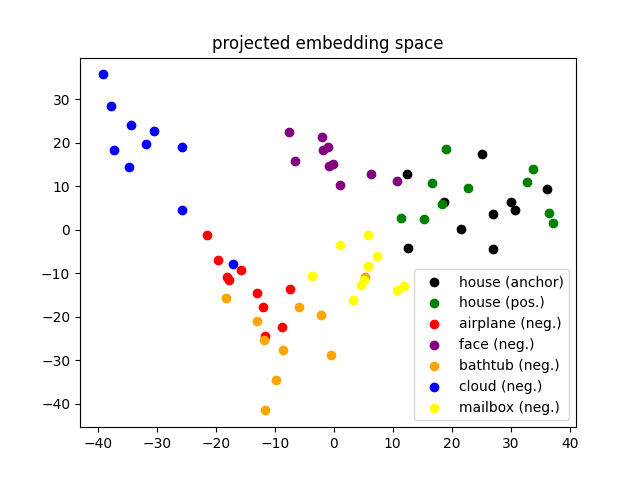 projected embedding space
30
20
10
0
−10
−20
−30
−40
house (anchor)
house (pos.)
airplane (neg.)
face (neg.)
bathtub (neg.)
cloud (neg.)
mailbox (neg.)
−40 −30 −20 −10 0 10 20 30 40